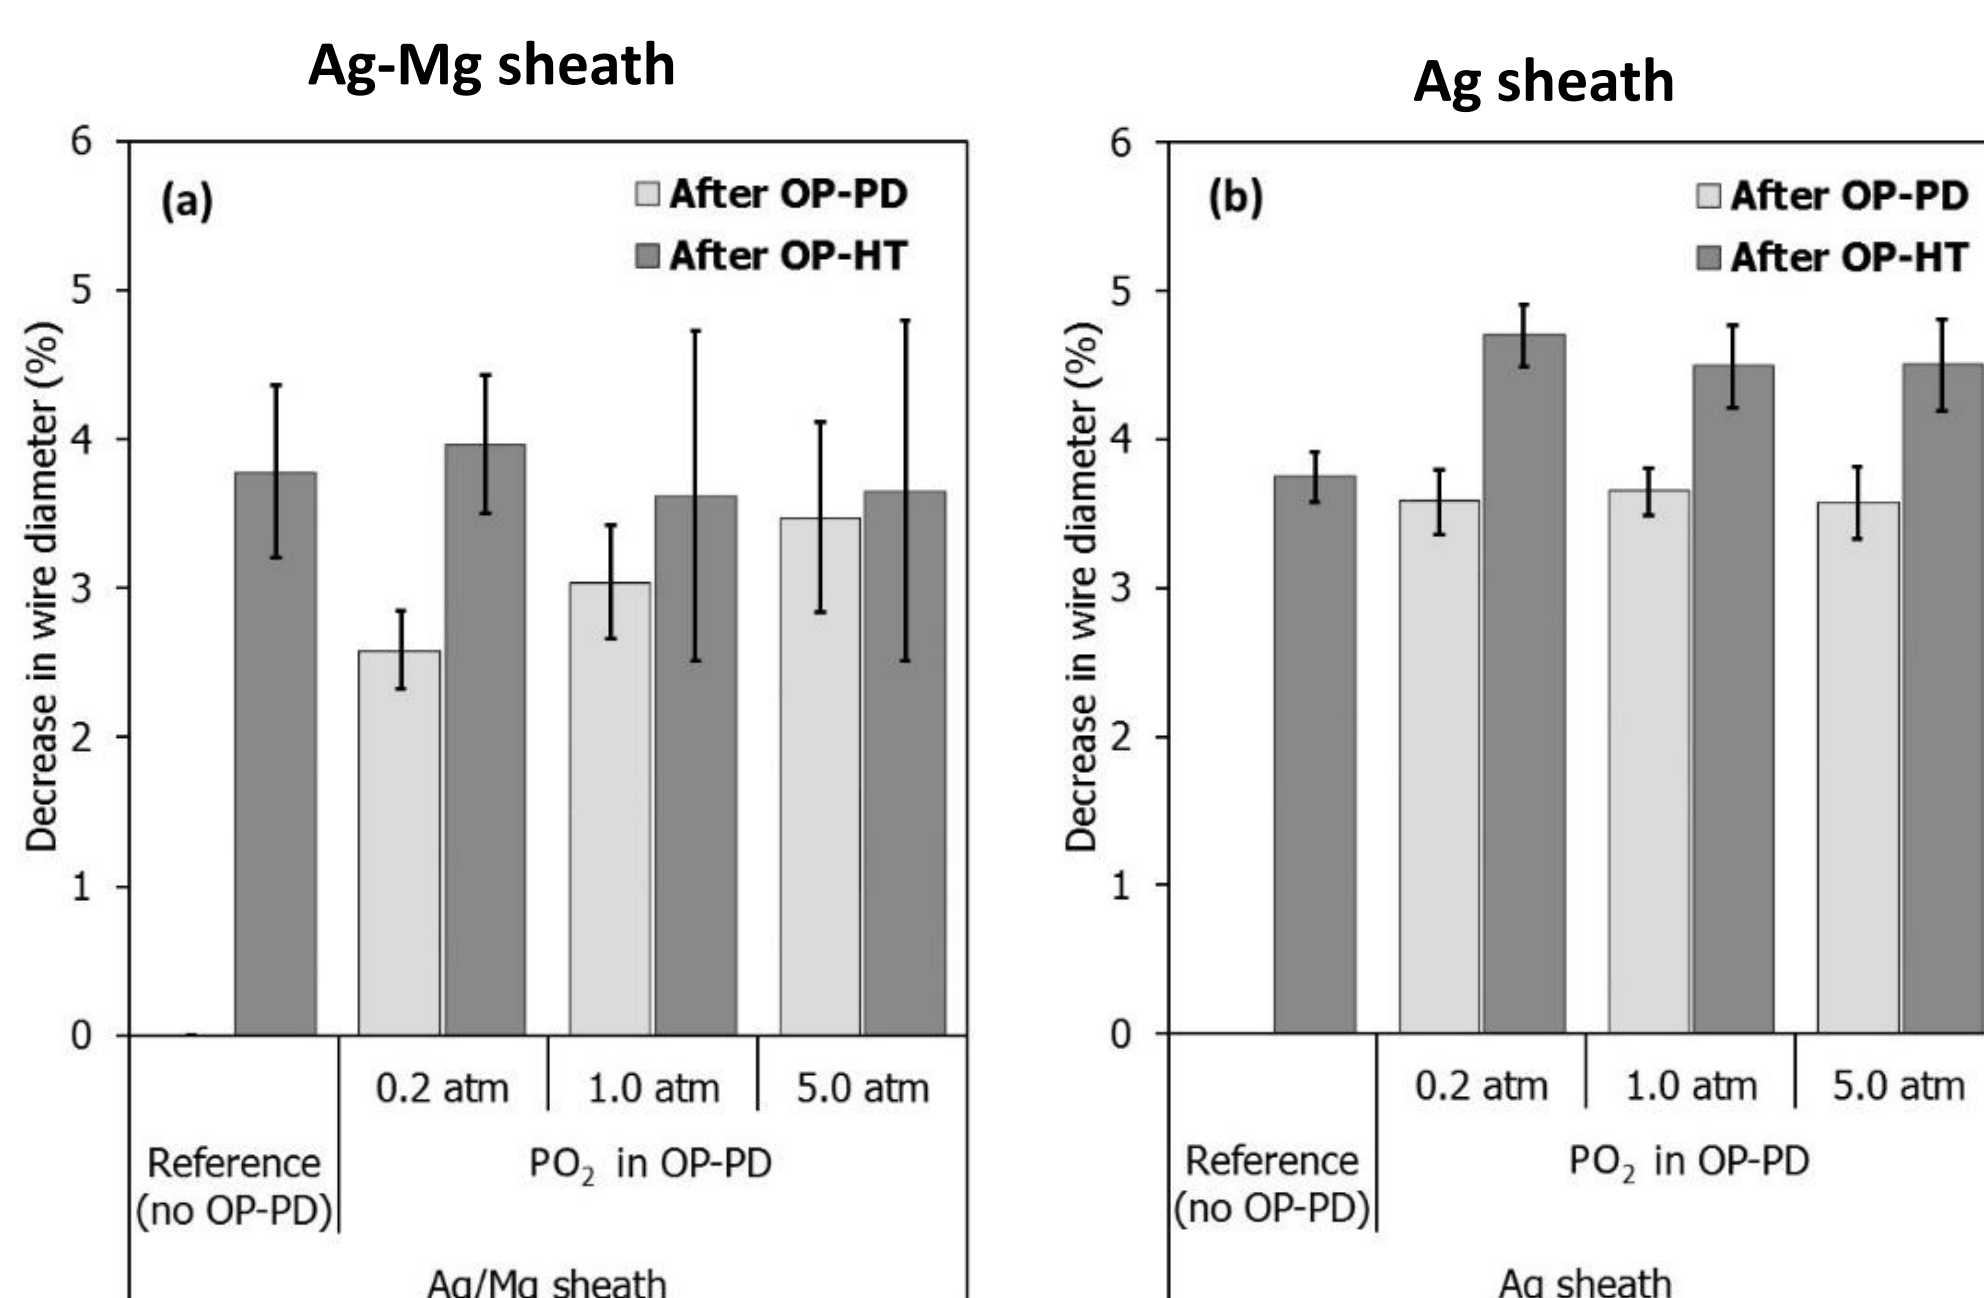 Ag-Mg sheath
Ag sheath
(a)
After OP-PD
After OP-HT
Decrease in wire diameter (%)
6
5
4
3
2
1
0
0.2 atm
1.0 atm
5.0 atm
Reference
(no OP-PD)
PO₂ in OP-PD
Ag/Mg sheath
(b)
After OP-PD
After OP-HT
Decrease in wire diameter (%)
6
5
4
3
2
1
0
0.2 atm
1.0 atm
5.0 atm
Reference
(no OP-PD)
PO₂ in OP-PD
Ag sheath